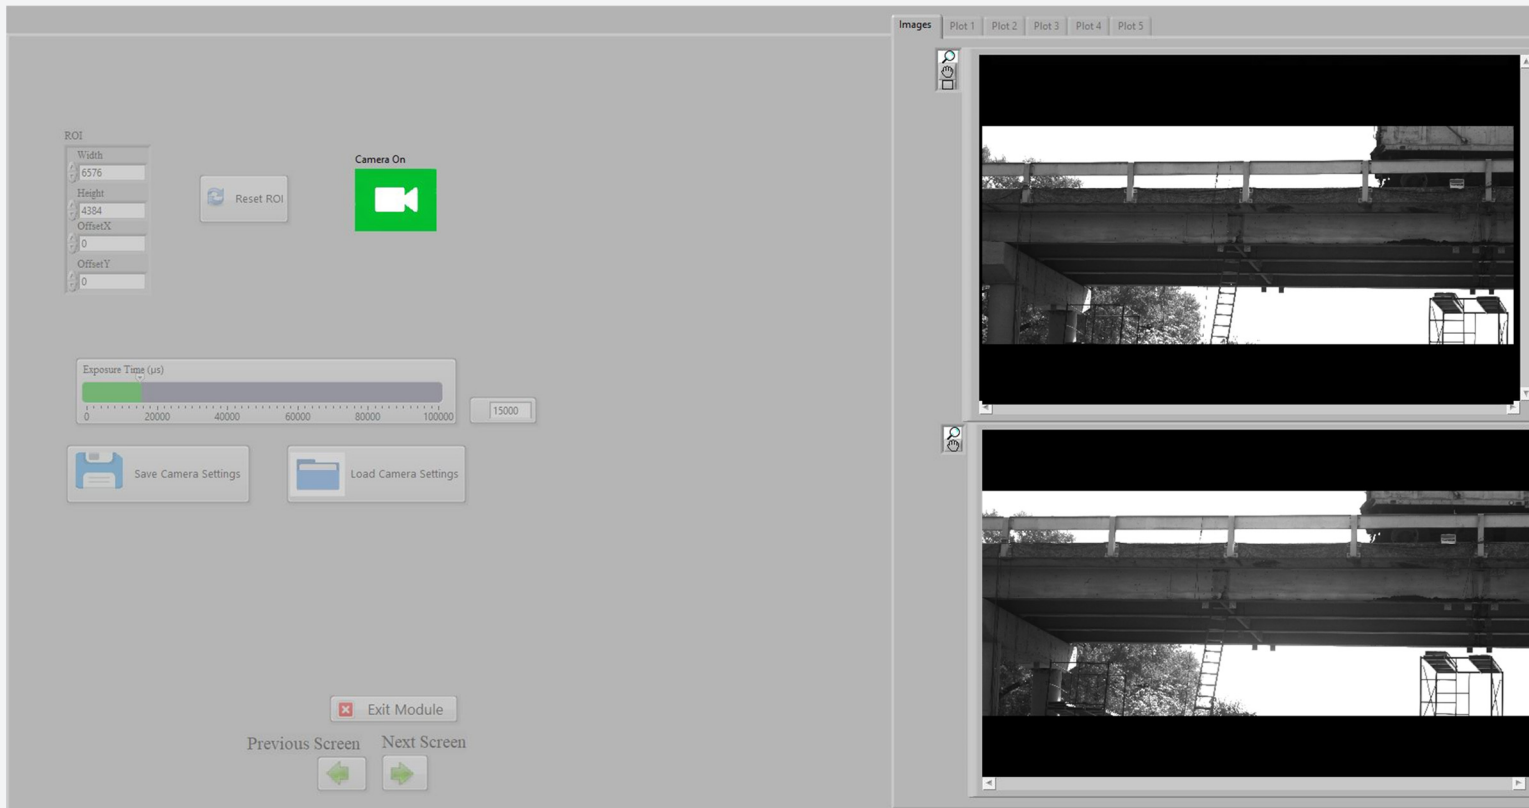 Images Plot 1 Plot 2 Plot 3 Plot 4 Plot 5
ROI
Width
6576
Height
4384
OffsetX
0
OffsetY
0
Reset ROI
Camera On
Exposure Time (µs)
0 20000 40000 60000 80000 100000
15000
Save Camera Settings
Load Camera Settings
Exit Module
Previous Screen Next Screen